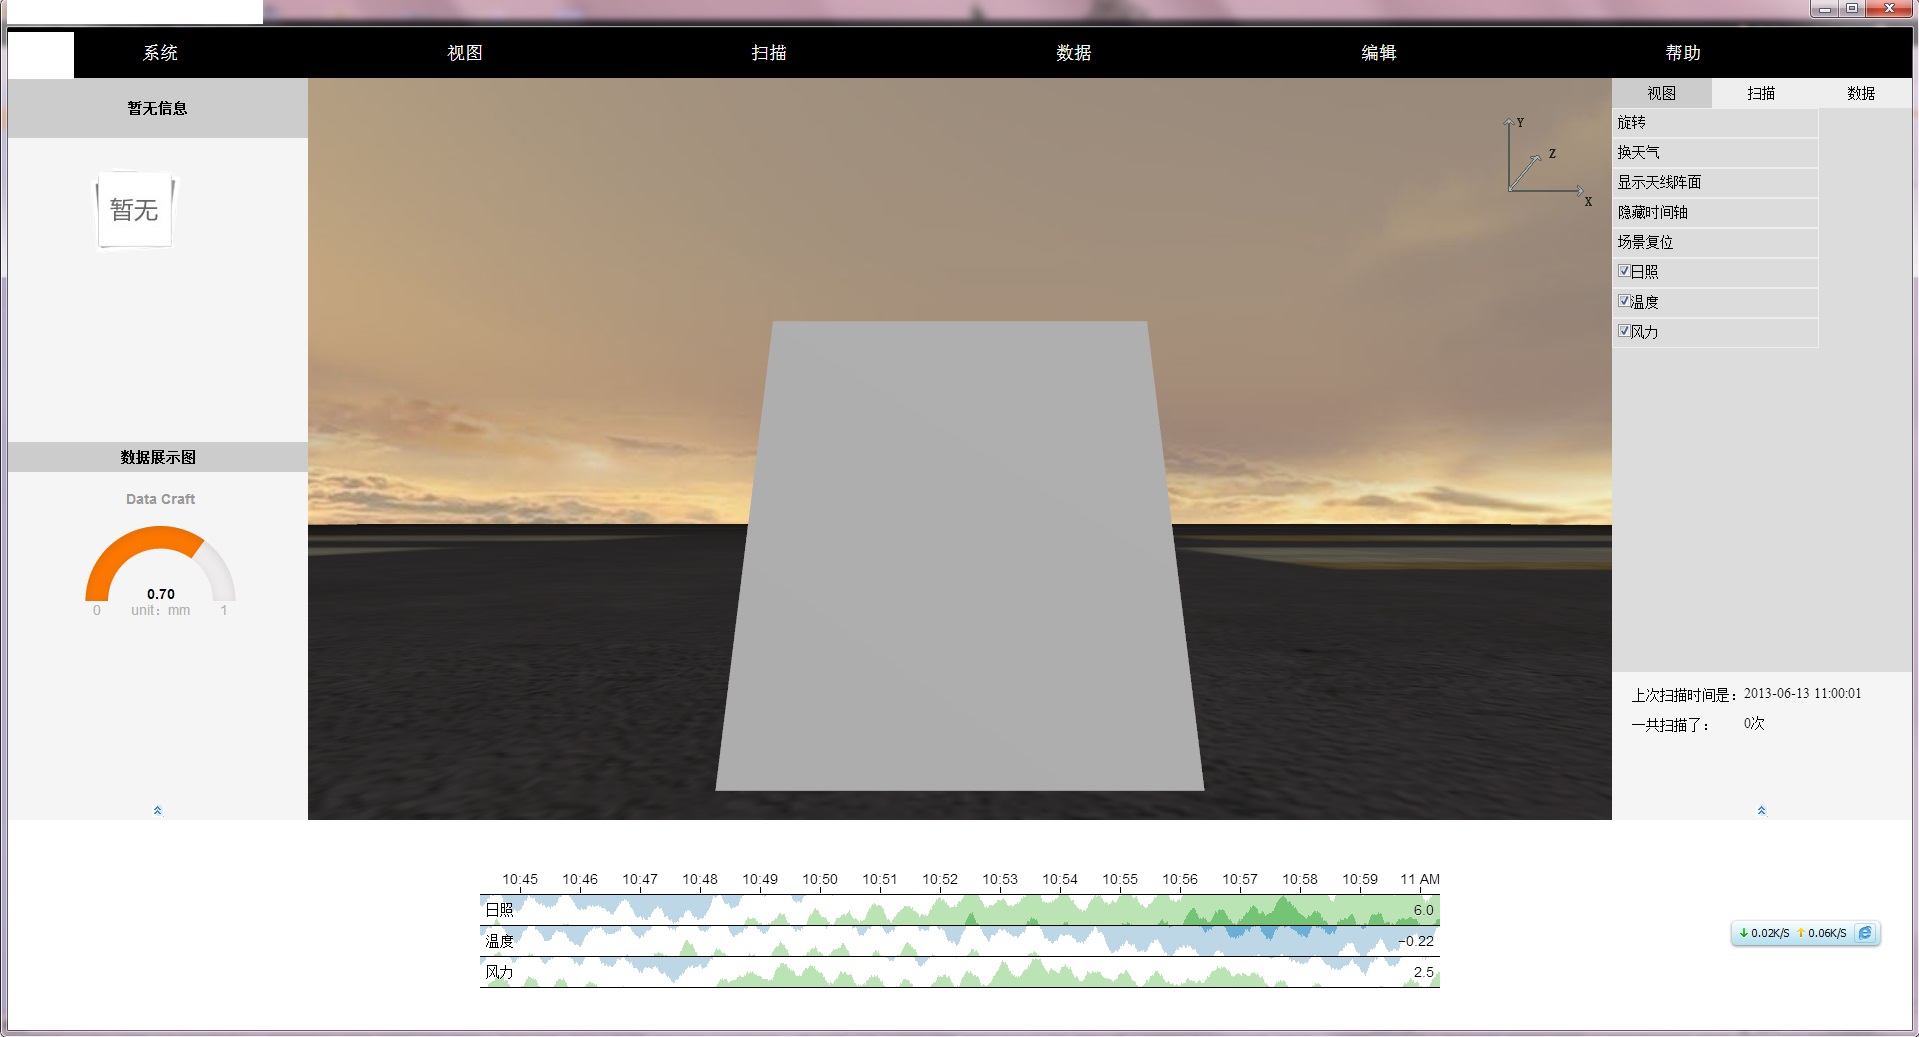 系统 视图 扫描 数据 编辑 帮助
暂无信息
暂无
数据展示图
Data Craft
0.70
0 unit：mm 1
Y
Z
X
视图 扫描 数据
旋转
换天气
显示天线阵面
隐藏时间轴
场景复位
日照
温度
风力
上次扫描时间是：2013-06-13 11:00:01
一共扫描了： 0次
10:45 10:46 10:47 10:48 10:49 10:50 10:51 10:52 10:53 10:54 10:55 10:56 10:57 10:58 10:59 11 AM
日照 6.0
温度 −0.22
风力 2.5
0.02K/S 0.06K/S